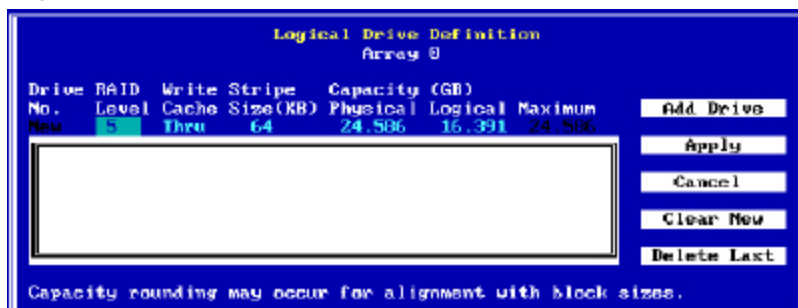 Logical Drive Definition
Array 0
Drive RAID Write Stripe Capacity (GB)
No. Level Cache Size(KB) Physical Logical Maximum
New 5 Thru 64 24.586 16.391 24.586
Add Drive
Apply
Cancel
Clear New
Delete Last
Capacity rounding may occur for alignment with block sizes.